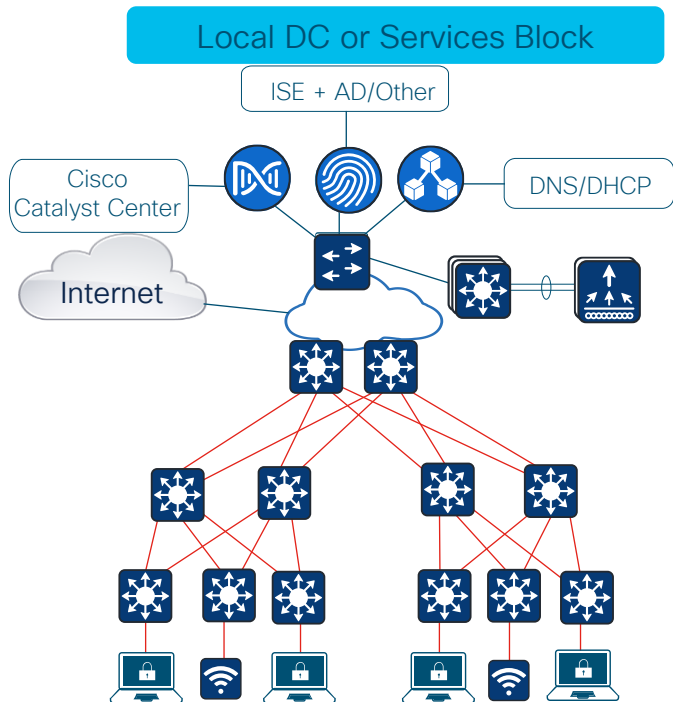 Local DC or Services Block
ISE + AD/Other
Cisco
Catalyst Center
DNS/DHCP
Internet